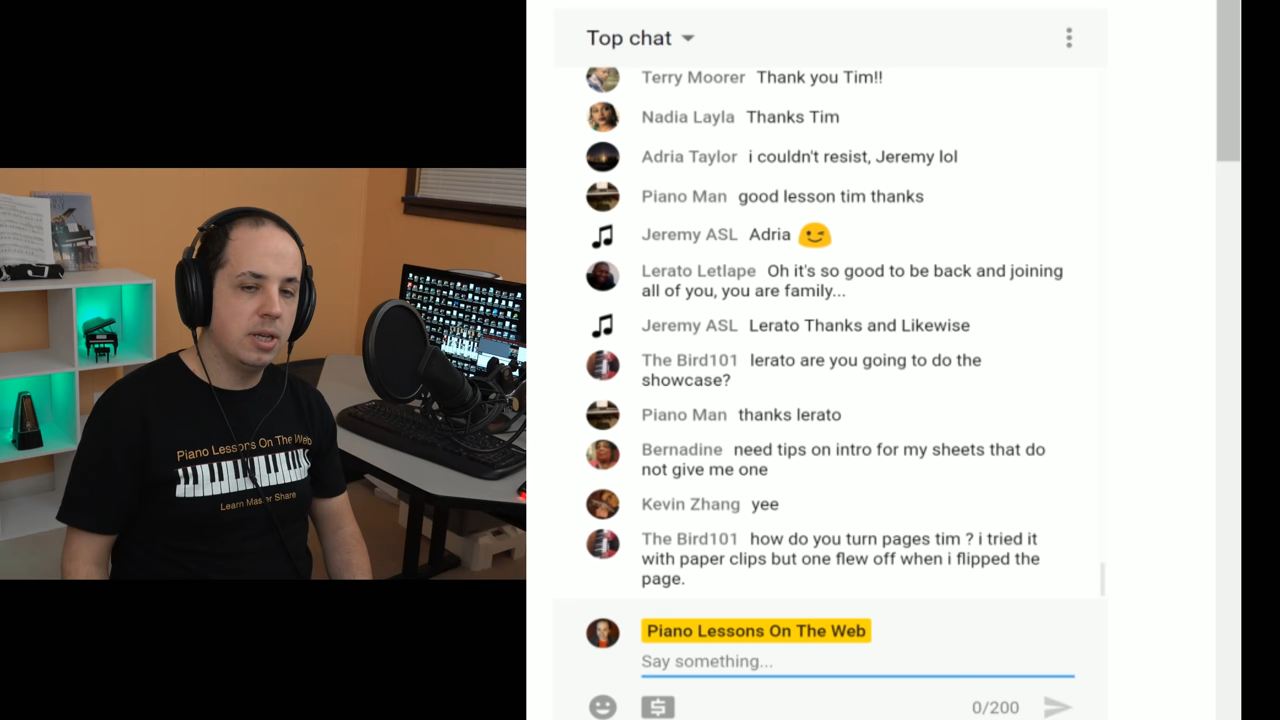 Top chat
Terry Moorer Thank you Tim!!
Nadia Layla Thanks Tim
Adria Taylor i couldn't resist, Jeremy lol
Piano Man good lesson tim thanks
Jeremy ASL Adria 😉
Lerato Letlape Oh it's so good to be back and joining
all of you, you are family...
Jeremy ASL Lerato Thanks and Likewise
The Bird101 lerato are you going to do the
showcase?
Piano Man thanks lerato
Bernadine need tips on intro for my sheets that do
not give me one
Kevin Zhang yee
The Bird101 how do you turn pages tim ? i tried it
with paper clips but one flew off when i flipped the
page.
Piano Lessons On The Web
Say something...
0/200
Piano Lessons On The Web
Learn Master Share